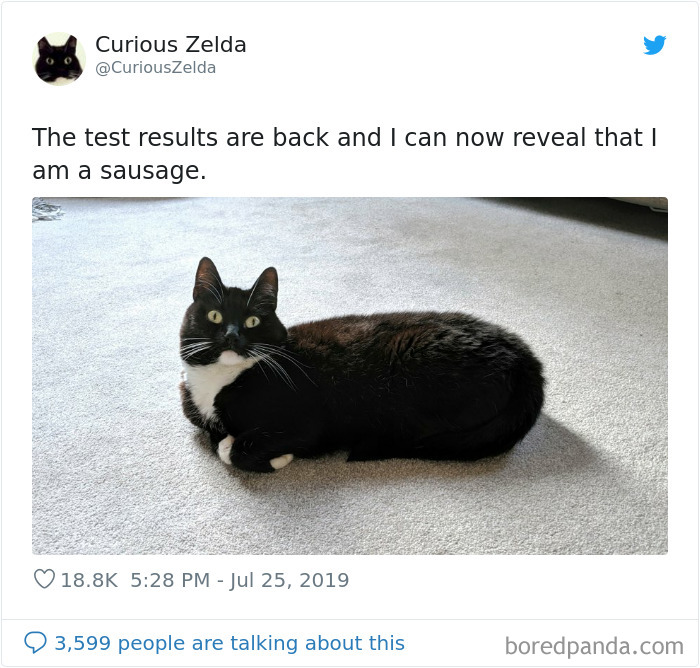 Curious Zelda
@CuriousZelda
The test results are back and I can now reveal that I
am a sausage.
18.8K 5:28 PM - Jul 25, 2019
3,599 people are talking about this
boredpanda.com